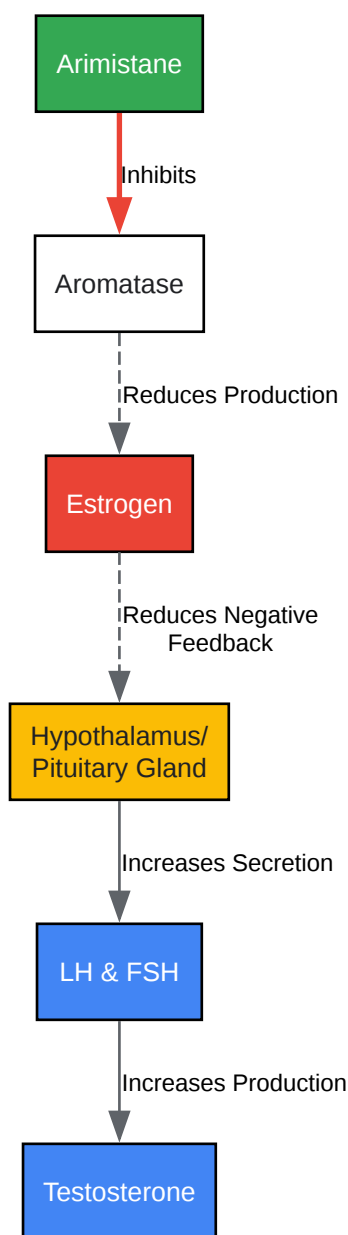 Arimistane
Inhibits
Aromatase
Reduces Production
Estrogen
Reduces Negative
Feedback
Hypothalamus/
Pituitary Gland
Increases Secretion
LH & FSH
Increases Production
Testosterone